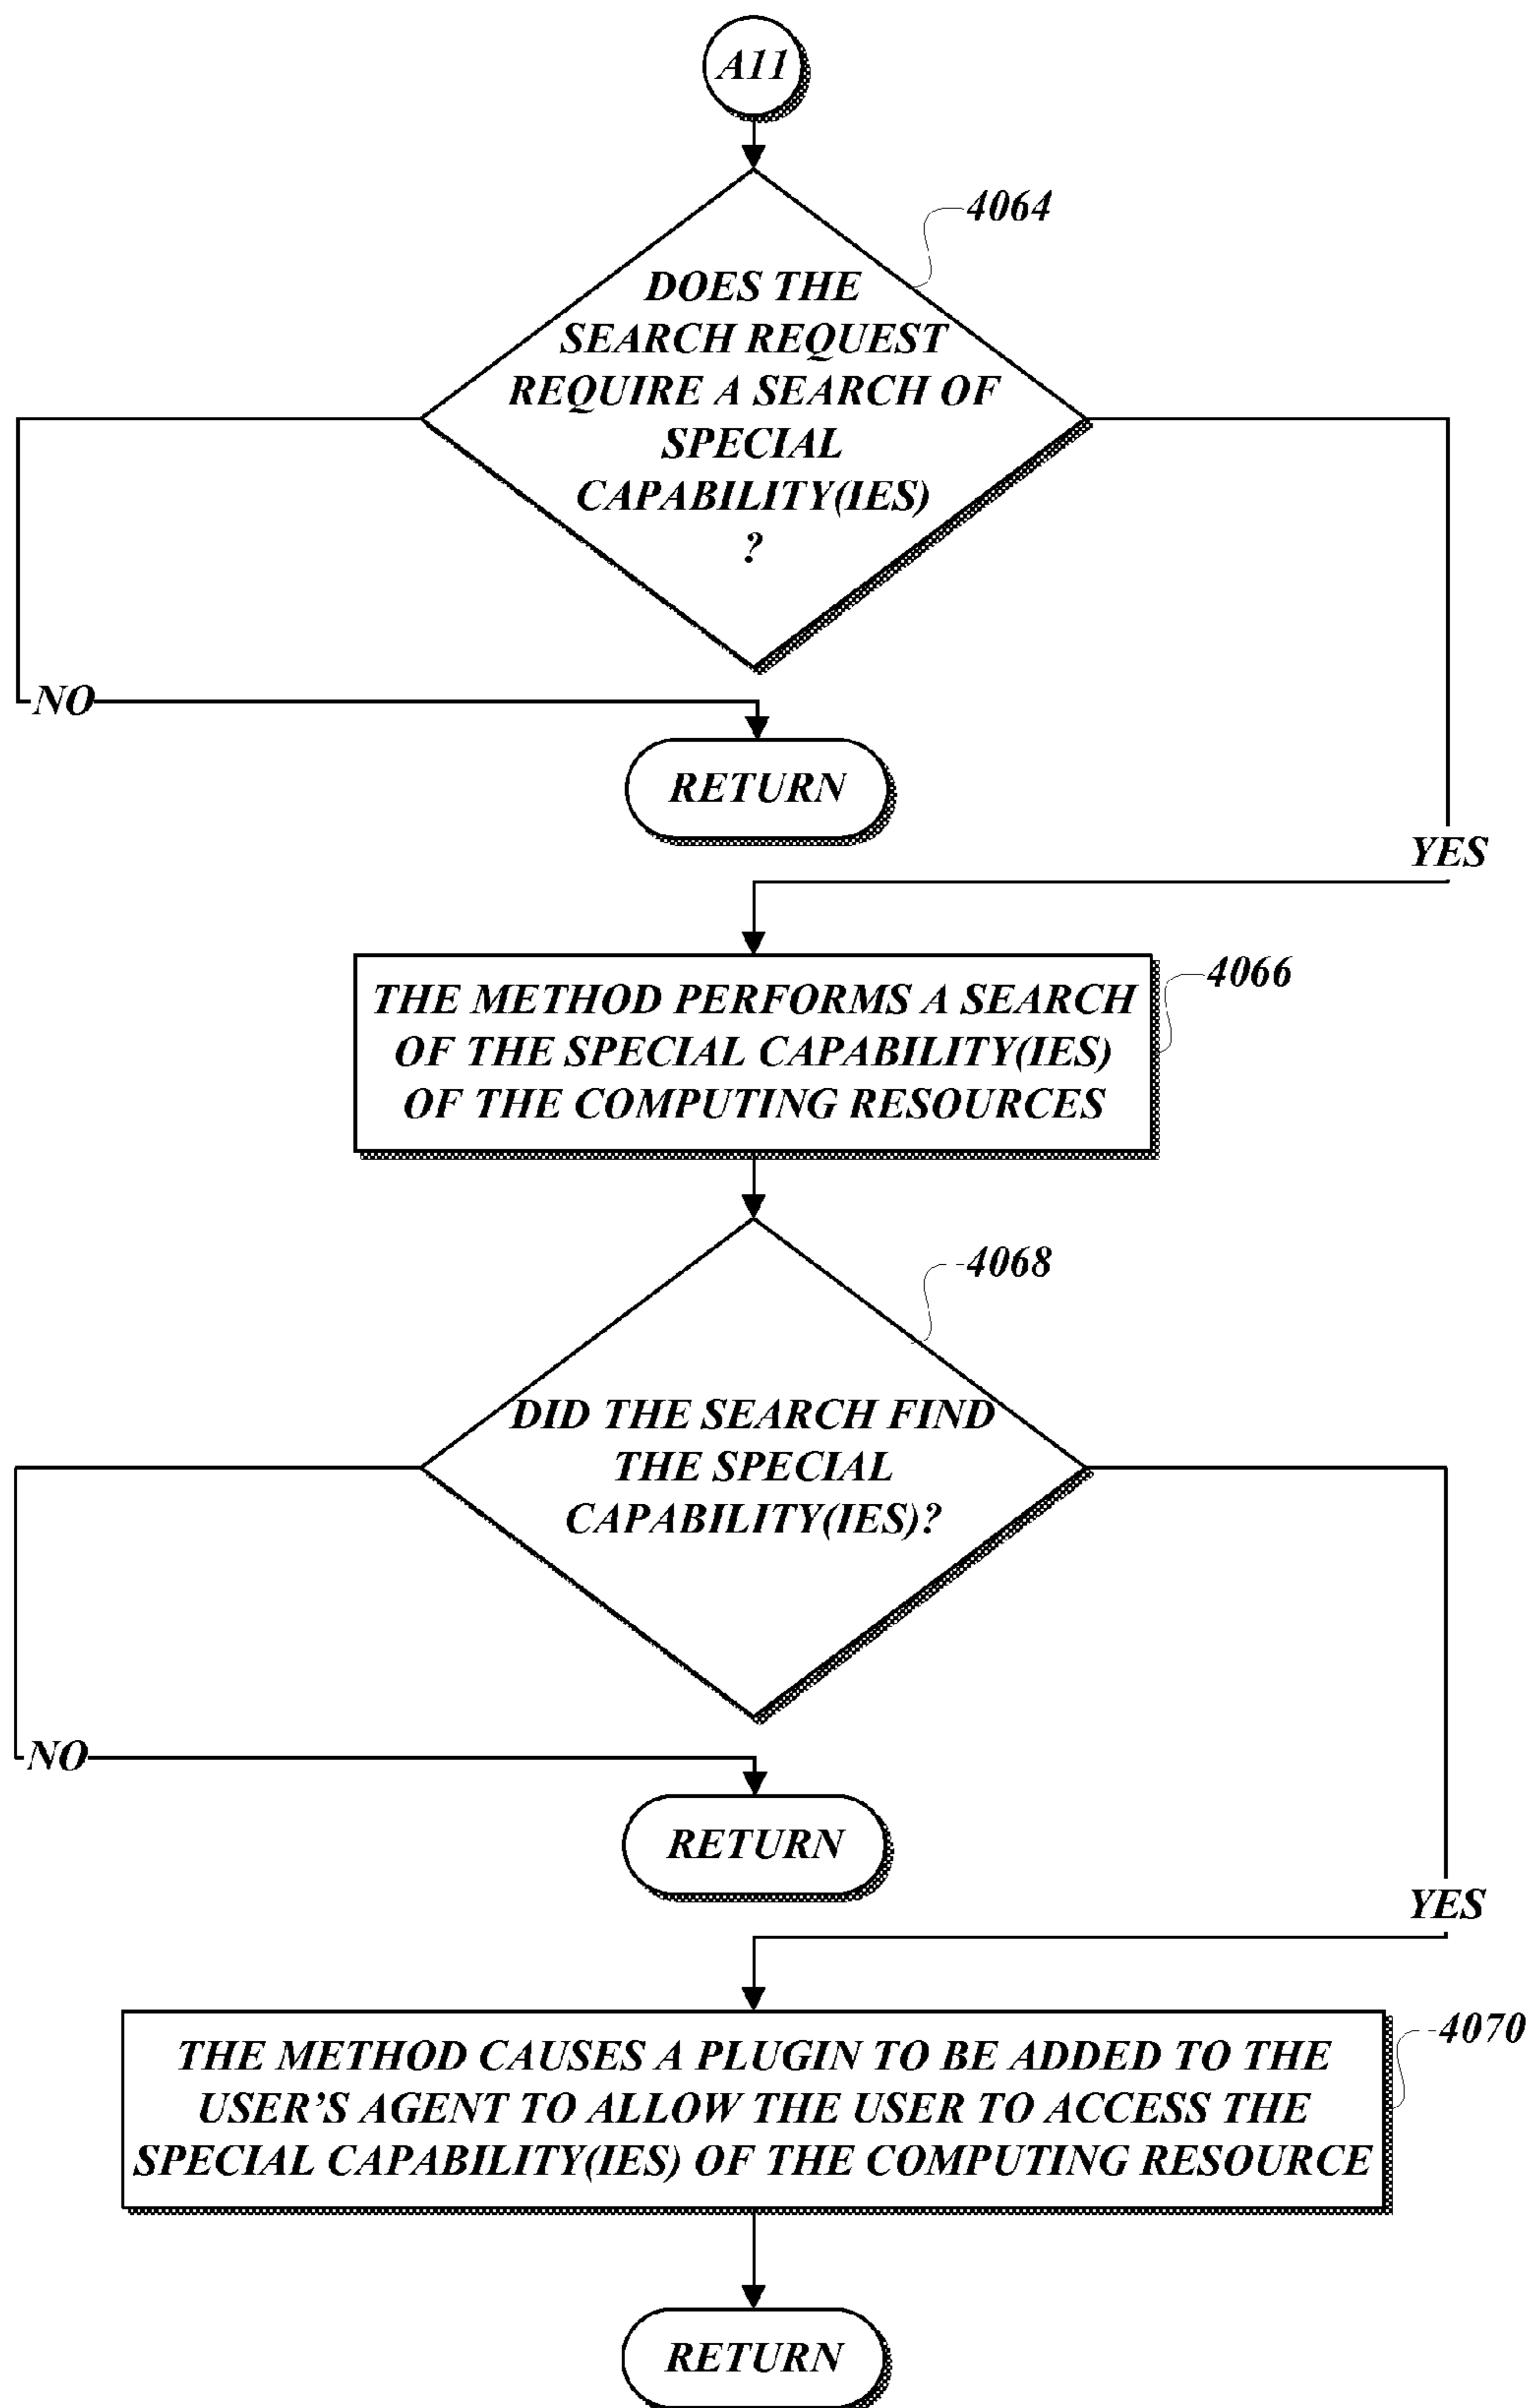 A11
4064
DOES THE
SEARCH REQUEST
REQUIRE A SEARCH OF
SPECIAL
CAPABILITY(IES)
?
NO
RETURN
YES
4066
THE METHOD PERFORMS A SEARCH
OF THE SPECIAL CAPABILITY(IES)
OF THE COMPUTING RESOURCES
4068
DID THE SEARCH FIND
THE SPECIAL
CAPABILITY(IES)?
NO
RETURN
YES
4070
THE METHOD CAUSES A PLUGIN TO BE ADDED TO THE
USER’S AGENT TO ALLOW THE USER TO ACCESS THE
SPECIAL CAPABILITY(IES) OF THE COMPUTING RESOURCE
RETURN